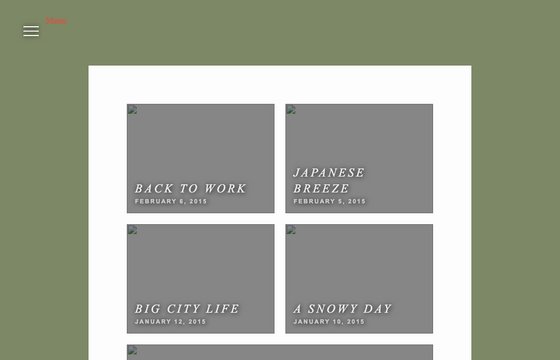 Menu
BACK TO WORK
FEBRUARY 6, 2015
JAPANESE
BREEZE
FEBRUARY 5, 2015
BIG CITY LIFE
JANUARY 12, 2015
A SNOWY DAY
JANUARY 10, 2015